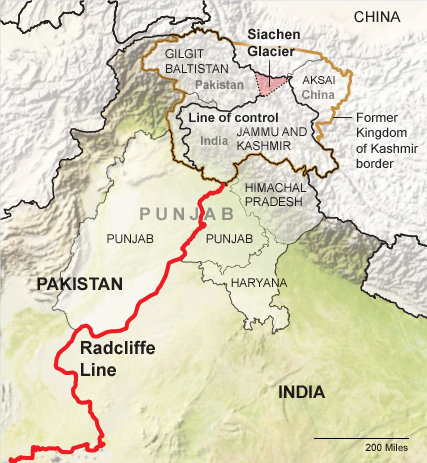 CHINA
Siachen
Glacier
GILGIT
BALTISTAN
Pakistan
AKSAI
China
Line of control
India
JAMMU AND
KASHMIR
Former
Kingdom
of Kashmir
border
HIMACHAL
PRADESH
PUNJAB
PUNJAB
PUNJAB
HARYANA
PAKISTAN
Radcliffe
Line
INDIA
200 Miles